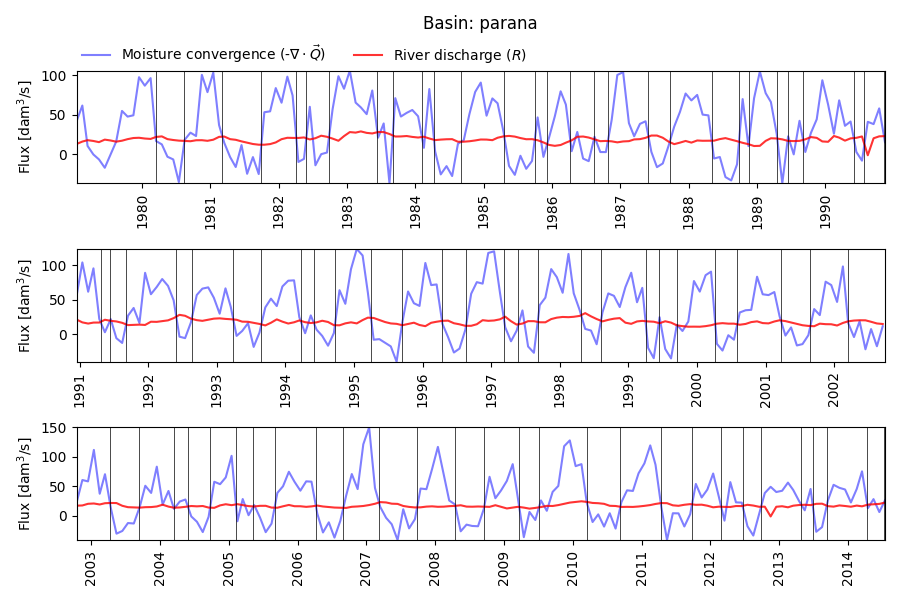 Basin: parana
Moisture convergence (-∇ · Q⃗) River discharge (R)
Flux [dam³/s]
100
50
0
1980 1981 1982 1983 1984 1985 1986 1987 1988 1989 1990
Flux [dam³/s]
100
50
0
1991 1992 1993 1994 1995 1996 1997 1998 1999 2000 2001 2002
Flux [dam³/s]
150
100
50
0
2003 2004 2005 2006 2007 2008 2009 2010 2011 2012 2013 2014